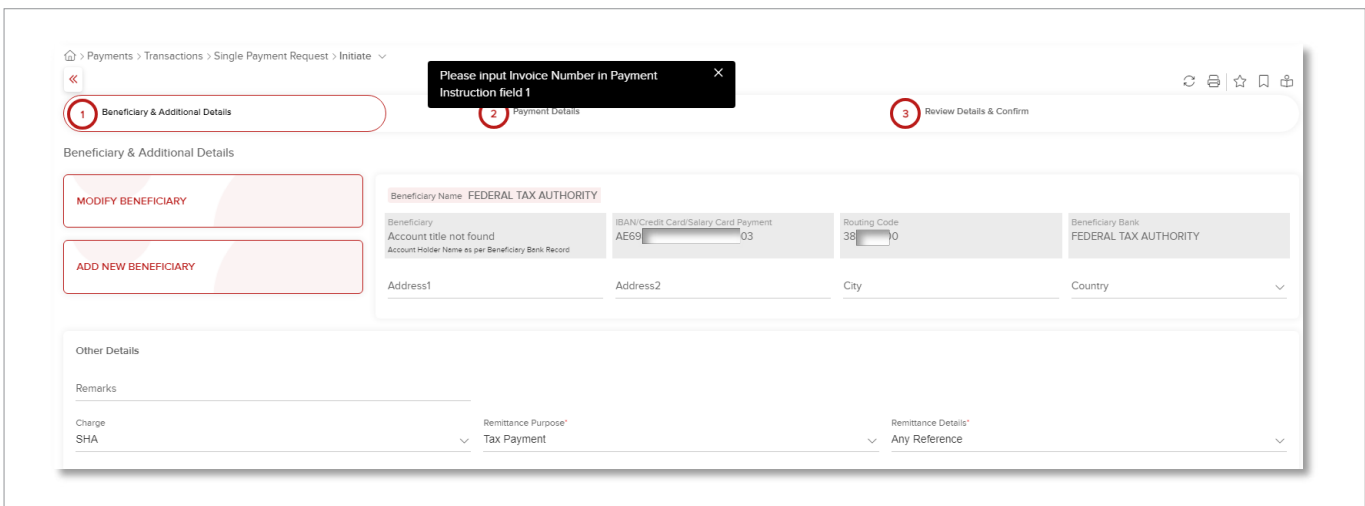 > Payments > Transactions > Single Payment Request > Initiate
Please input Invoice Number in Payment
Instruction field 1
1 Beneficiary & Additional Details
2 Payment Details
3 Review Details & Confirm
Beneficiary & Additional Details
MODIFY BENEFICIARY
ADD NEW BENEFICIARY
Beneficiary Name FEDERAL TAX AUTHORITY
Beneficiary
Account title not found
Account Holder Name as per Beneficiary Bank Record
IBAN/Credit Card/Salary Card Payment
AE69 03
Routing Code
38 00
Beneficiary Bank
FEDERAL TAX AUTHORITY
Address1
Address2
City
Country
Other Details
Remarks
Charge
SHA
Remittance Purpose*
Tax Payment
Remittance Details*
Any Reference